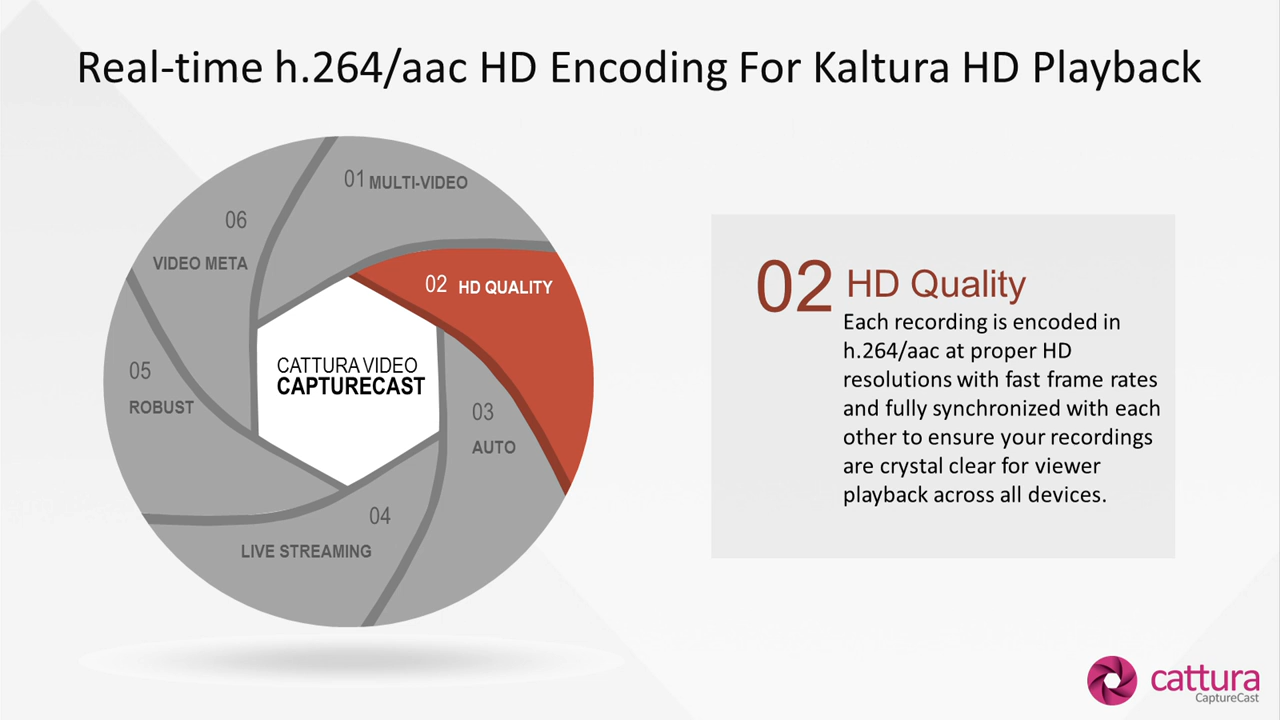 Real-time h.264/aac HD Encoding For Kaltura HD Playback
01 MULTI-VIDEO
06
VIDEO META
02 HD QUALITY
CATTURA VIDEO
CAPTURECAST
05
ROBUST
03
AUTO
04
LIVE STREAMING
02 HD Quality
Each recording is encoded in
h.264/aac at proper HD
resolutions with fast frame rates
and fully synchronized with each
other to ensure your recordings
are crystal clear for viewer
playback across all devices.
cattura
CaptureCast